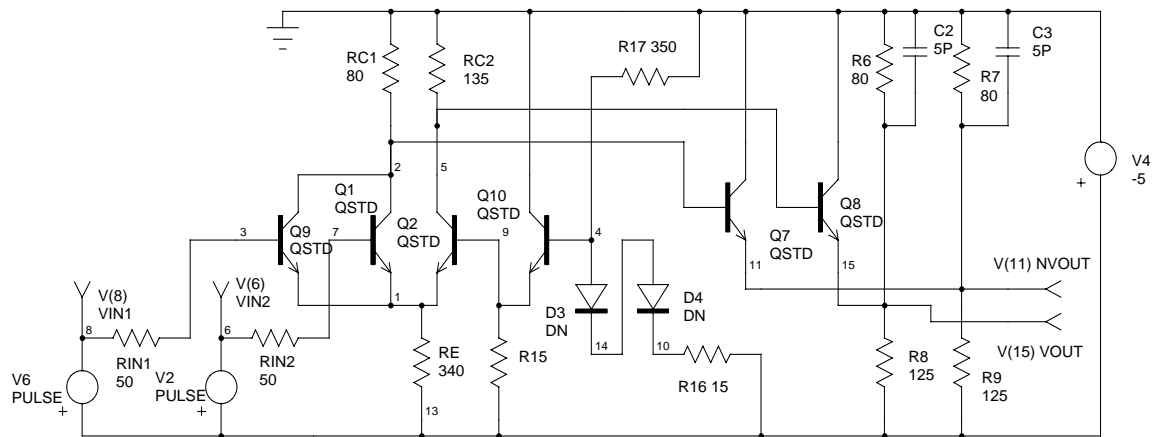 C2
5P
C3
5P
R17 350
RC1
80
RC2
135
R6
80
R7
80
V4
-5
+
2
5
Q1
QSTD
Q10
QSTD
Q9
QSTD
Q2
QSTD
Q8
QSTD
Q7
QSTD
3
7
9
4
11
15
V(8)
VIN1
V(6)
VIN2
V(11) NVOUT
1
D3
DN
D4
DN
8
6
14
10
V(15) VOUT
RIN1
50
RIN2
50
RE
340
R15
R16 15
R8
125
R9
125
V6
PULSE
+
V2
PULSE
+
13